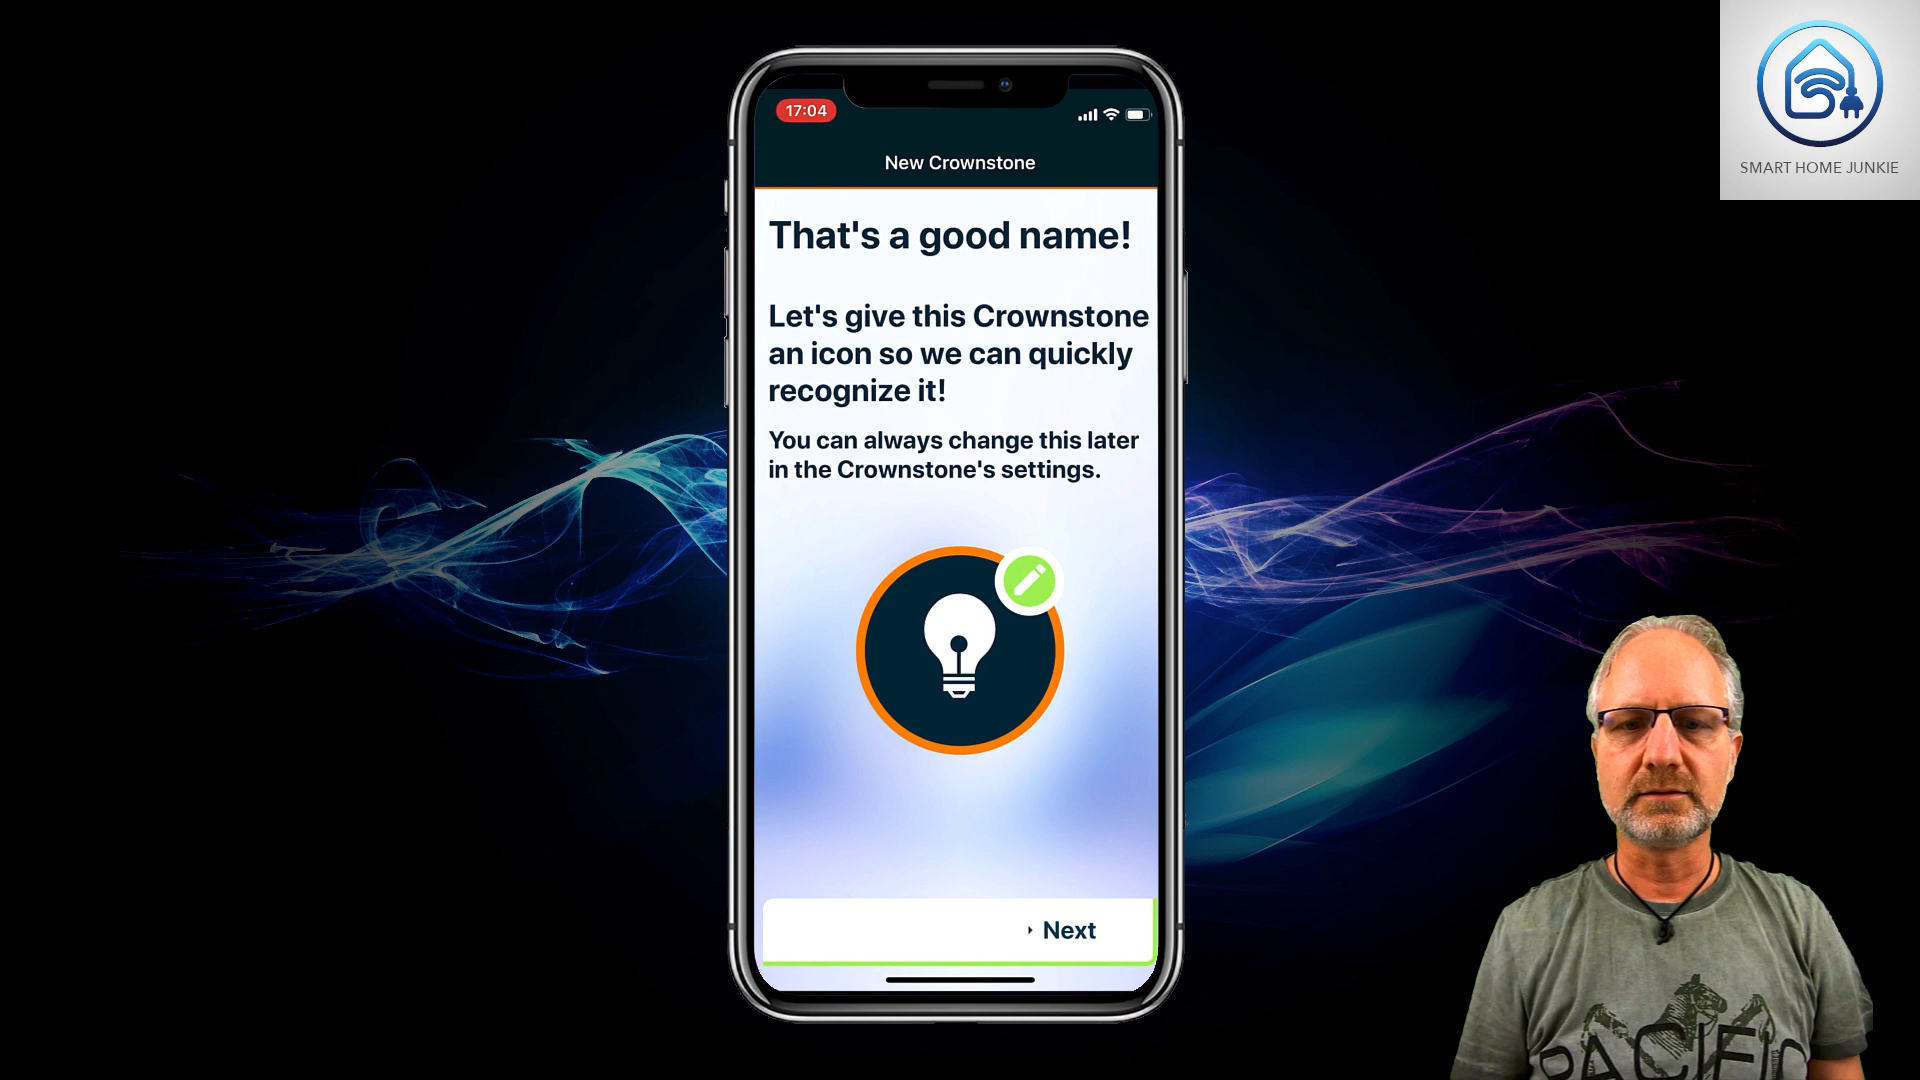 17:04
New Crownstone
That's a good name!
Let's give this Crownstone
an icon so we can quickly
recognize it!
You can always change this later
in the Crownstone's settings.
Next
SMART HOME JUNKIE
PACIFIC